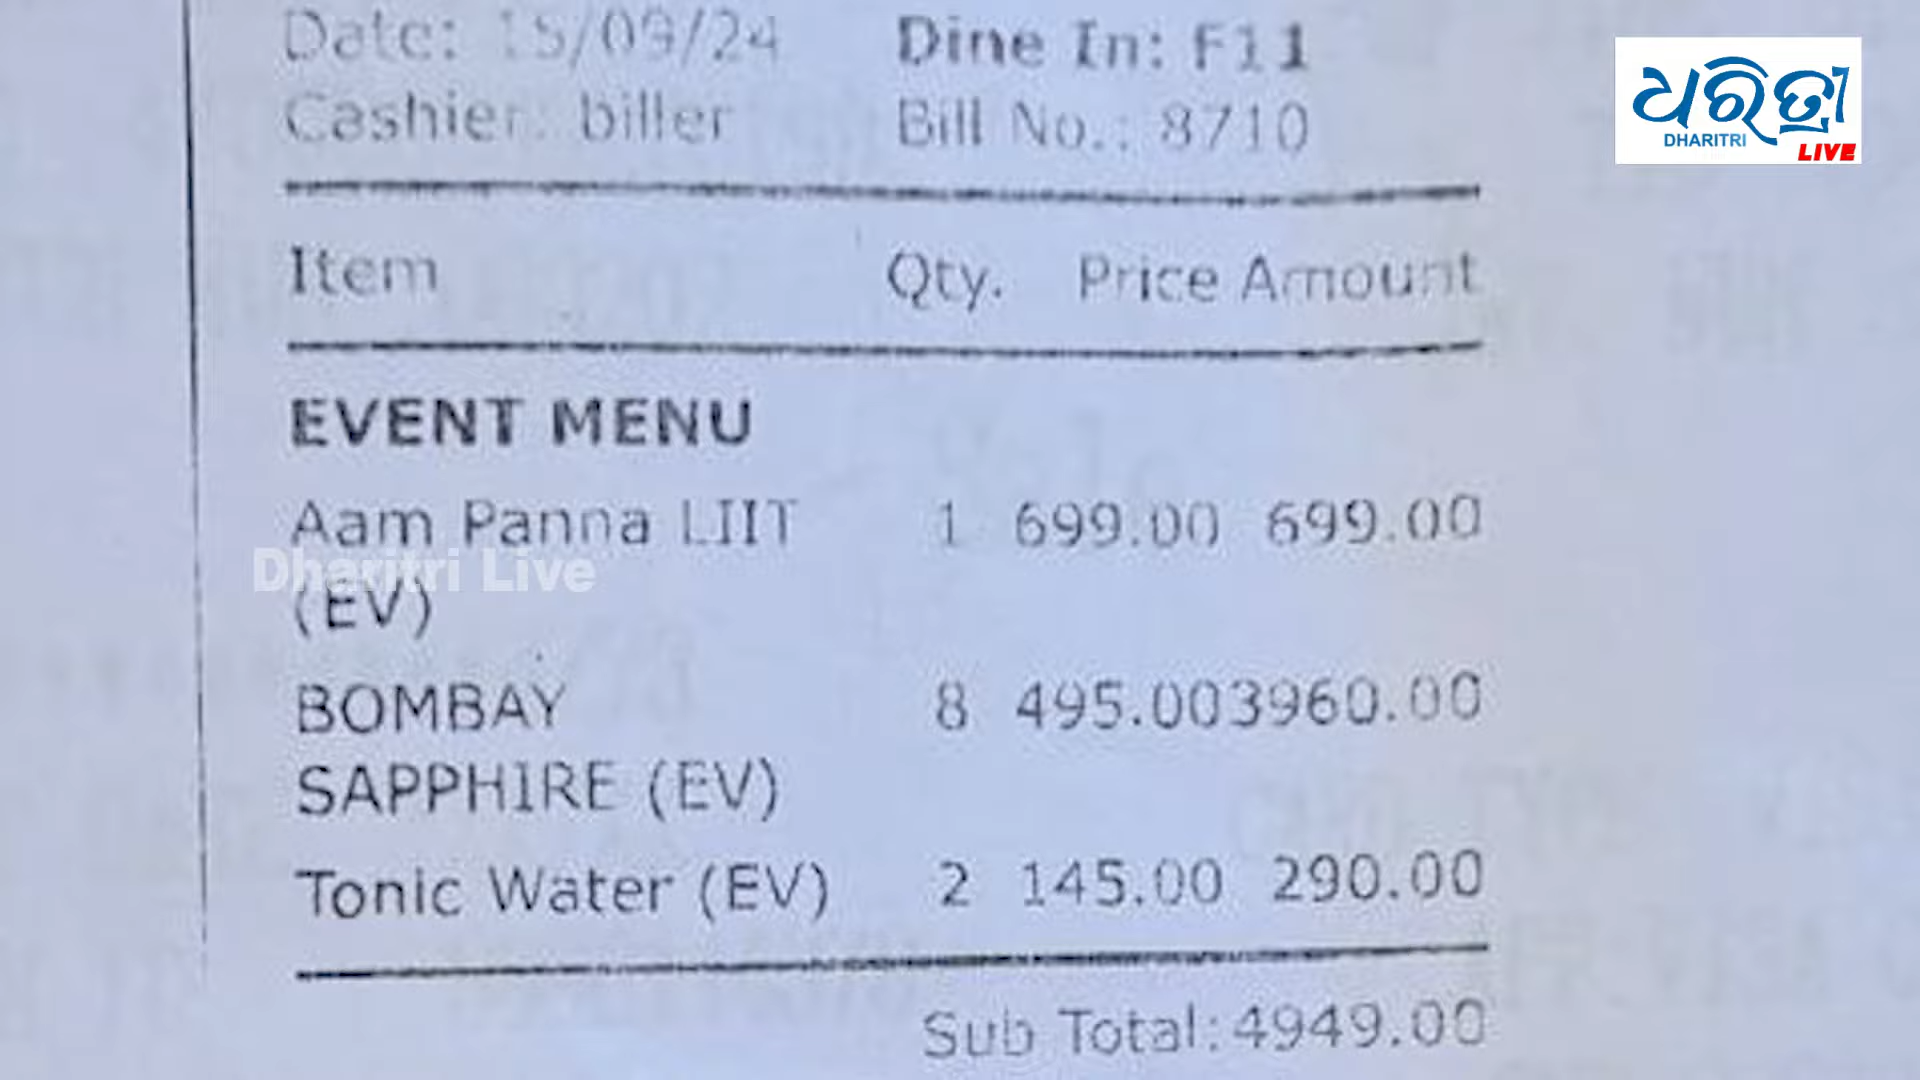 Date: 15/09/24 Dine In: F11
Cashier: biller Bill No.: 8710
ଧରିତ୍ରୀ
DHARITRI
LIVE
Item Qty. Price Amount
EVENT MENU
Aam Panna LIIT 1 699.00 699.00
Dharitri Live
(EV)
BOMBAY 8 495.00 3960.00
SAPPHIRE (EV)
Tonic Water (EV) 2 145.00 290.00
Sub Total: 4949.00